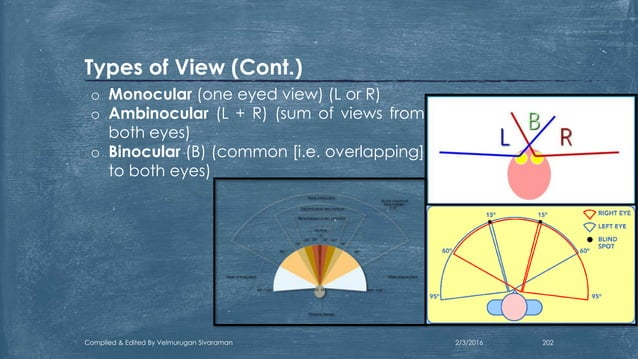 Types of View (Cont.)
o Monocular (one eyed view) (L or R)
o Ambinocular (L + R) (sum of views from
both eyes)
o Binocular (B) (common [i.e. overlapping]
to both eyes)
L B R
15° 15°
RIGHT EYE
LEFT EYE
BLIND
SPOT
60° 60°
95° 95°
Complied & Edited By Velmurugan Sivaraman 2/3/2016 202